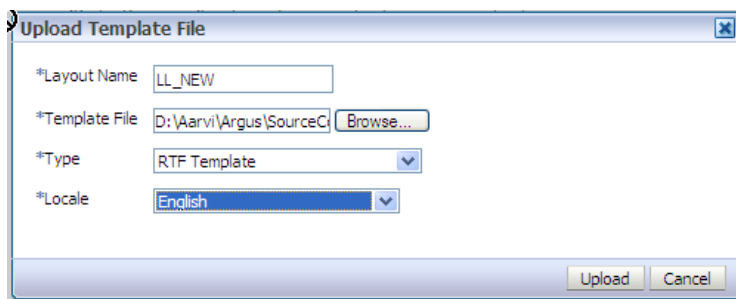 Upload Template File
*Layout Name LL_NEW
*Template File D:\Aarvi\Argus\SourceC Browse...
*Type RTF Template
*Locale English
Upload Cancel